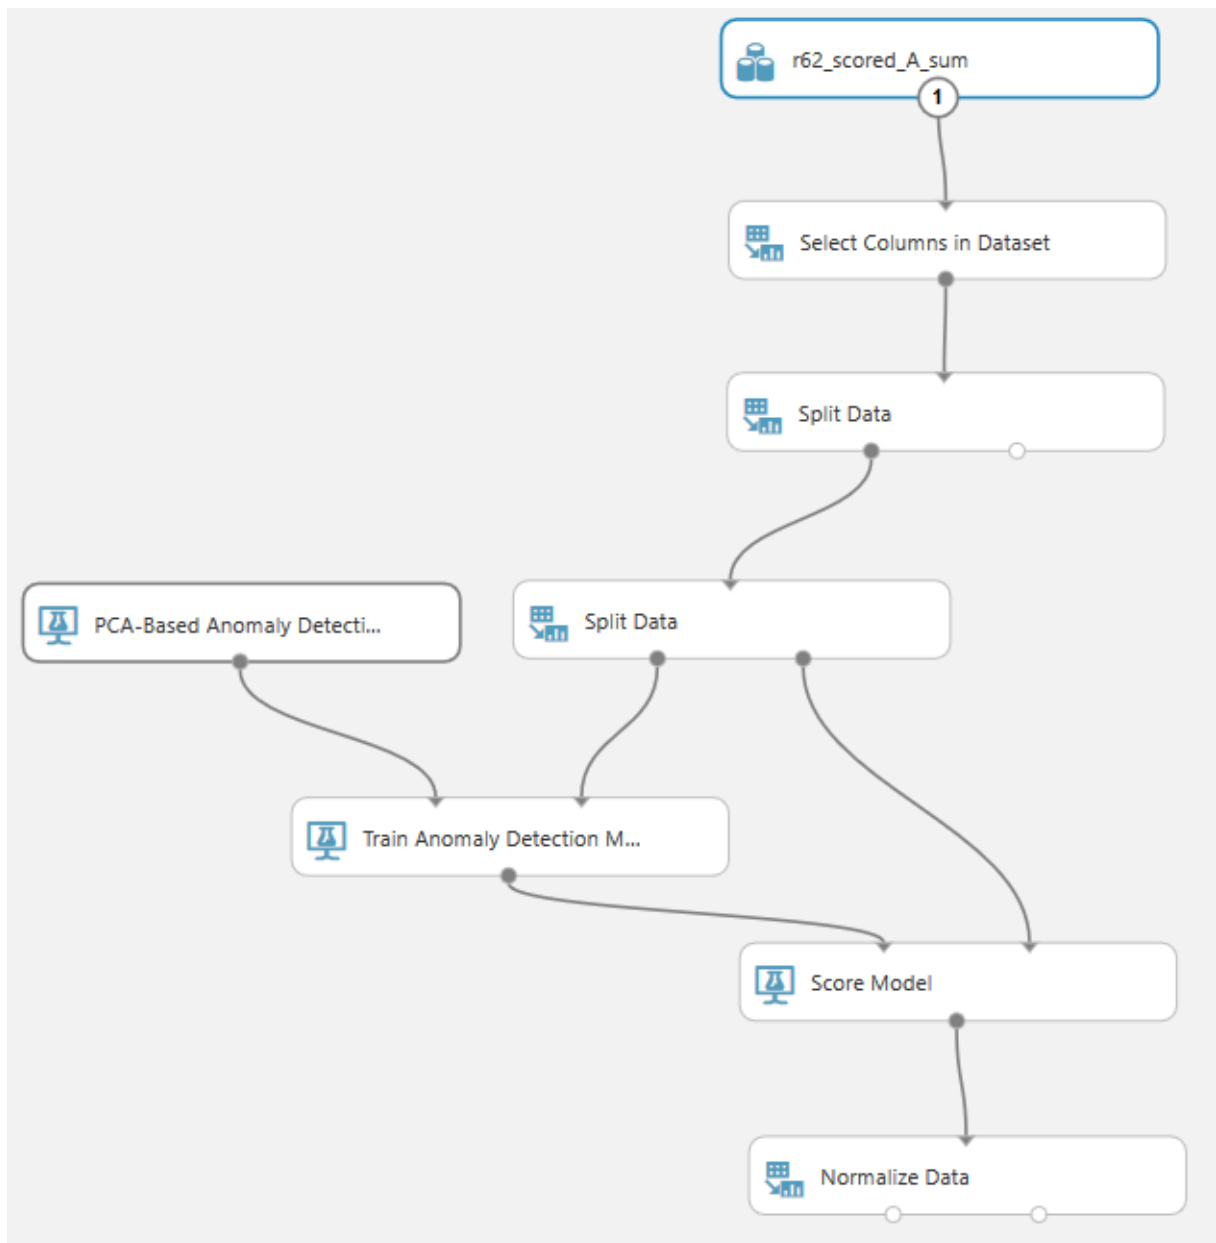 r62_scored_A_sum
1
Select Columns in Dataset
Split Data
PCA-Based Anomaly Detecti...
Split Data
Train Anomaly Detection M...
Score Model
Normalize Data